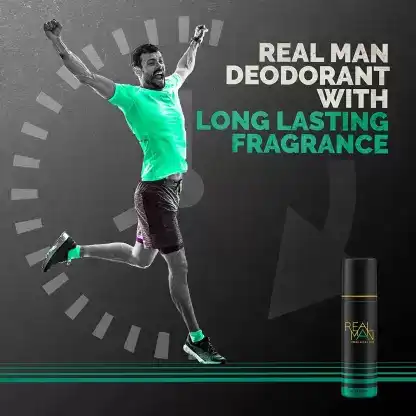 REAL MAN
DEODORANT
WITH
LONG LASTING
FRAGRANCE
REAL
MAN